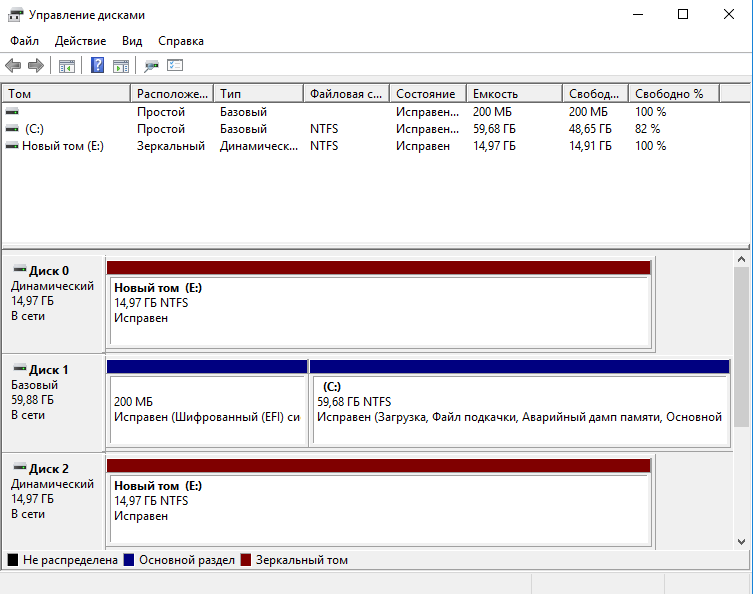 Управление дисками
Файл Действие Вид Справка
Том Расположе... Тип Файловая с... Состояние Емкость Свобод... Свободно %
Простой Базовый Исправен... 200 МБ 200 МБ 100 %
(C:) Простой Базовый NTFS Исправен... 59,68 ГБ 48,65 ГБ 82 %
Новый том (E:) Зеркальный Динамическ... NTFS Исправен 14,97 ГБ 14,91 ГБ 100 %
Диск 0
Динамический
14,97 ГБ
В сети
Новый том (E:)
14,97 ГБ NTFS
Исправен
Диск 1
Базовый
59,88 ГБ
В сети
200 МБ
Исправен (Шифрованный (EFI) си
(C:)
59,68 ГБ NTFS
Исправен (Загрузка, Файл подкачки, Аварийный дамп памяти, Основной
Диск 2
Динамический
14,97 ГБ
В сети
Новый том (E:)
14,97 ГБ NTFS
Исправен
Не распределена Основной раздел Зеркальный том